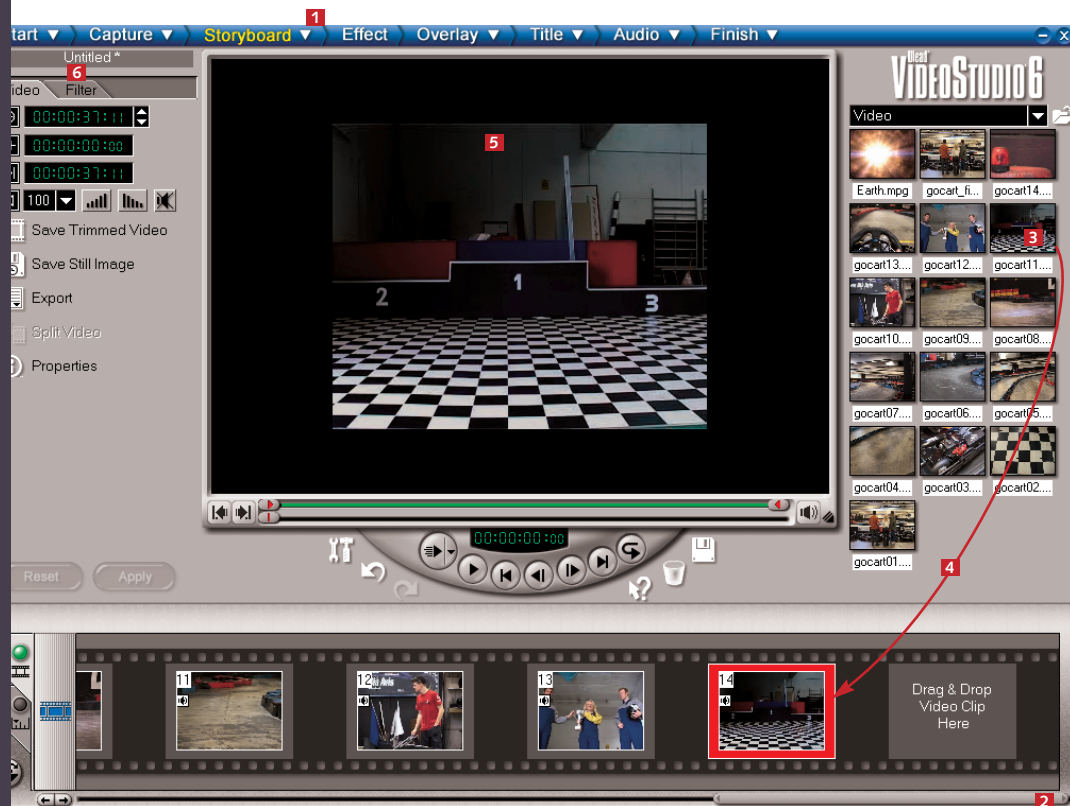 1
tart ▼ Capture ▼ Storyboard ▼ Effect Overlay ▼ Title ▼ Audio ▼ Finish ▼
Untitled *
6
ideo Filter
00:00:37:11
00:00:00:00
00:00:37:11
100
Save Trimmed Video
Save Still Image
Export
Split Video
Properties
Reset Apply
5
2 1 3
00:00:00:00
Ulead
VIDEOSTUDIO 6
Video
Earth.mpg gocart_fi... gocart14....
3
gocart13.... gocart12.... gocart11....
gocart10.... gocart09.... gocart08....
gocart07.... gocart06.... gocart05....
gocart04.... gocart03.... gocart02....
gocart01....
4
11 12 13 14
Drag & Drop
Video Clip
Here
2